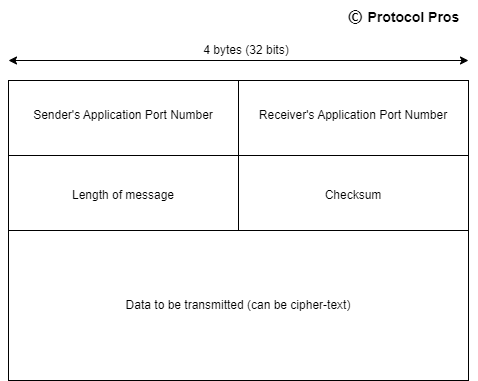 © Protocol Pros
4 bytes (32 bits)
Sender's Application Port Number
Receiver's Application Port Number
Length of message
Checksum
Data to be transmitted (can be cipher-text)